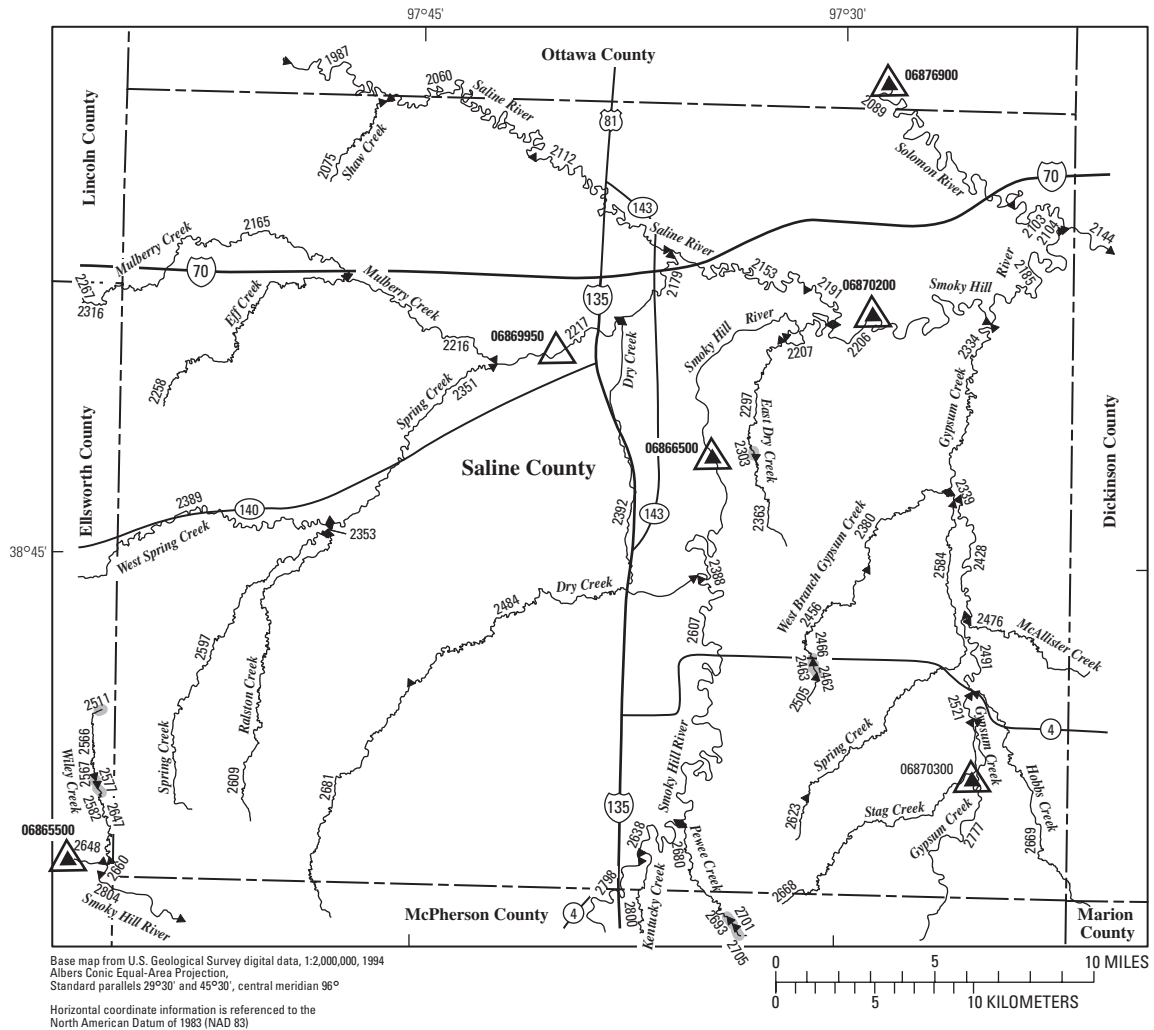 97°45'
97°30'
Ottawa County
1987
2060
Saline River
06876900
2089
81
Lincoln County
2075
Shaw Creek
2112
Solomon River
70
143
Mulberry Creek
2165
Saline River
2103
2104
2144
70
2267
2316
Mulberry Creek
2179
2153
2191
06870200
Smoky Hill
River
2185
Eff Creek
135
2216
06869950
2217
Smoky Hill
River
2207
2206
2334
2258
Spring Creek
2351
Dry Creek
2297
East Dry Creek
Gypsum Creek
Ellsworth County
Saline County
06866500
2303
Dickinson County
2389
140
2392
143
2363
2339
West Branch Gypsum Creek
2380
38°45'
West Spring Creek
2353
2388
2584
2428
2484
Dry Creek
2456
2476
McAllister Creek
2597
2607
2466
2463
2462
2491
Ralston Creek
2505
2511
2521
4
2566
Spring Creek
Smoky Hill River
Spring Creek
Gypsum Creek
Wiley Creek
2567
2577
2582
2647
2609
2681
06870300
Hobbs Creek
135
2623
Stag Creek
Gypsum Creek
2777
2669
06865500
2648
2660
2638
2680
Pewee Creek
2804
Smoky Hill River
2798
2668
McPherson County
4
2800
Kentucky Creek
2693
2701
2705
Marion
County
Base map from U.S. Geological Survey digital data, 1:2,000,000, 1994
Albers Conic Equal-Area Projection,
Standard parallels 29°30' and 45°30', central meridian 96°
Horizontal coordinate information is referenced to the
North American Datum of 1983 (NAD 83)
0 5 10 MILES
0 5 10 KILOMETERS